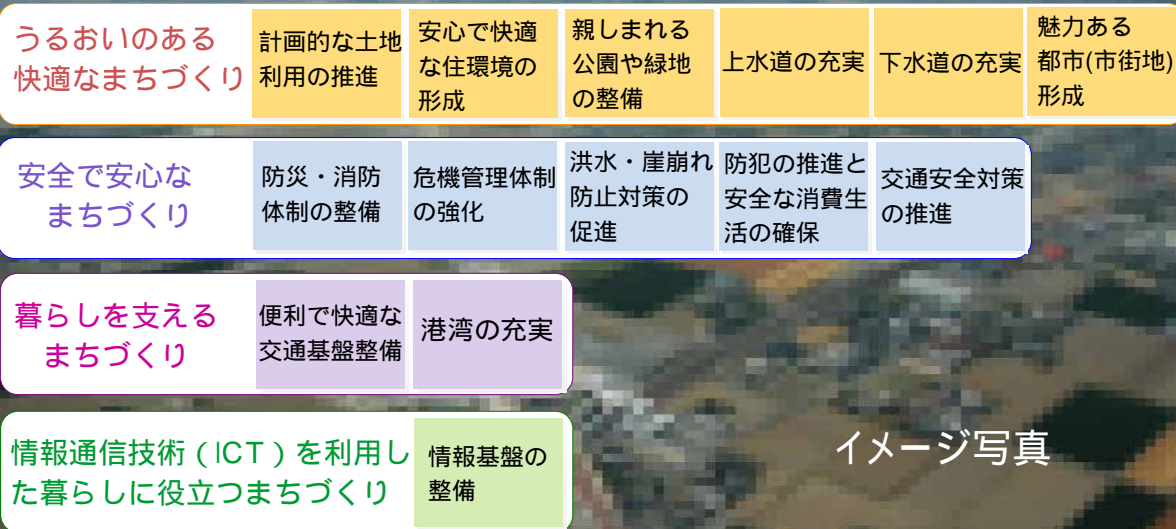 うるおいのある
快適なまちづくり
計画的な土地
利用の推進
安心で快適
な住環境の
形成
親しまれる
公園や緑地
の整備
上水道の充実
下水道の充実
魅力ある
都市(市街地)
形成
安全で安心な
まちづくり
防災・消防
体制の整備
危機管理体制
の強化
洪水・崖崩れ
防止対策の
促進
防犯の推進と
安全な消費生
活の確保
交通安全対策
の推進
暮らしを支える
まちづくり
便利で快適な
交通基盤整備
港湾の充実
情報通信技術(ICT)を利用し
た暮らしに役立つまちづくり
情報基盤の
整備
イメージ写真